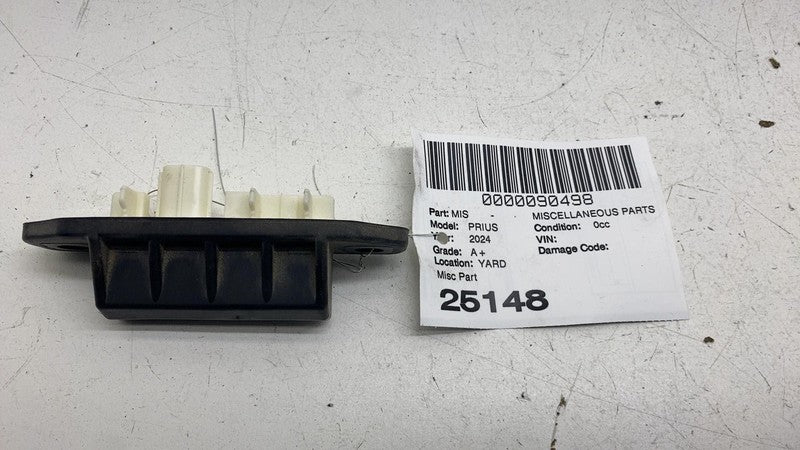 0000090498
Part: MIS - MISCELLANEOUS PARTS
Model: PRIUS Condition: 0cc
Year: 2024 VIN:
Grade: A+ Damage Code:
Location: YARD
Misc Part
25148